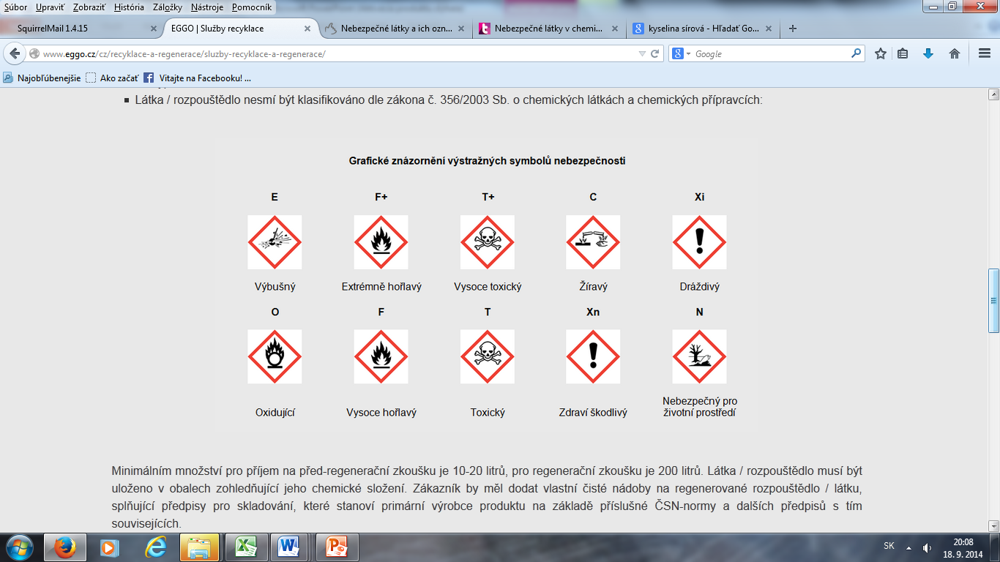 Súbor Upraviť Zobraziť História Záložky Nástroje Pomocník
SquirrelMail 1.4.15
EGGO | Služby recyklace
Nebezpečné látky a ich ozn...
Nebezpečné látky v chemi...
kyselina sírová - Hľadať Go...
www.eggo.cz/cz/recyklace-a-regenerace/sluzby-recyklace-a-regenerace/
Google
Najobľúbenejšie Ako začať Vitajte na Facebooku! ...
Látka / rozpouštědlo nesmí být klasifikováno dle zákona č. 356/2003 Sb. o chemických látkách a chemických přípravcích:
Grafické znázornění výstražných symbolů nebezpečnosti
E F+ T+ C Xi
Výbušný Extrémně hořlavý Vysoce toxický Žíravý Dráždivý
O F T Xn N
Oxidující Vysoce hořlavý Toxický Zdraví škodlivý Nebezpečný pro
životní prostředí
Minimálním množství pro příjem na před-regenerační zkoušku je 10-20 litrů, pro regenerační zkoušku je 200 litrů. Látka / rozpouštědlo musí být
uloženo v obalech zohledňující jeho chemické složení. Zákazník by měl dodat vlastní čisté nádoby na regenerované rozpouštědlo / látku,
splňující předpisy pro skladování, které stanoví primární výrobce produktu na základě příslušné ČSN-normy a dalších předpisů s tím
souvisejících.
SK
20:08
18. 9. 2014